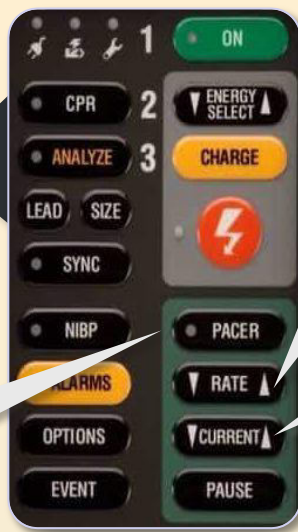 1 ON
CPR 2 ENERGY SELECT
ANALYZE 3 CHARGE
LEAD SIZE
SYNC
NIBP PACER
ALARMS RATE
OPTIONS CURRENT
EVENT PAUSE